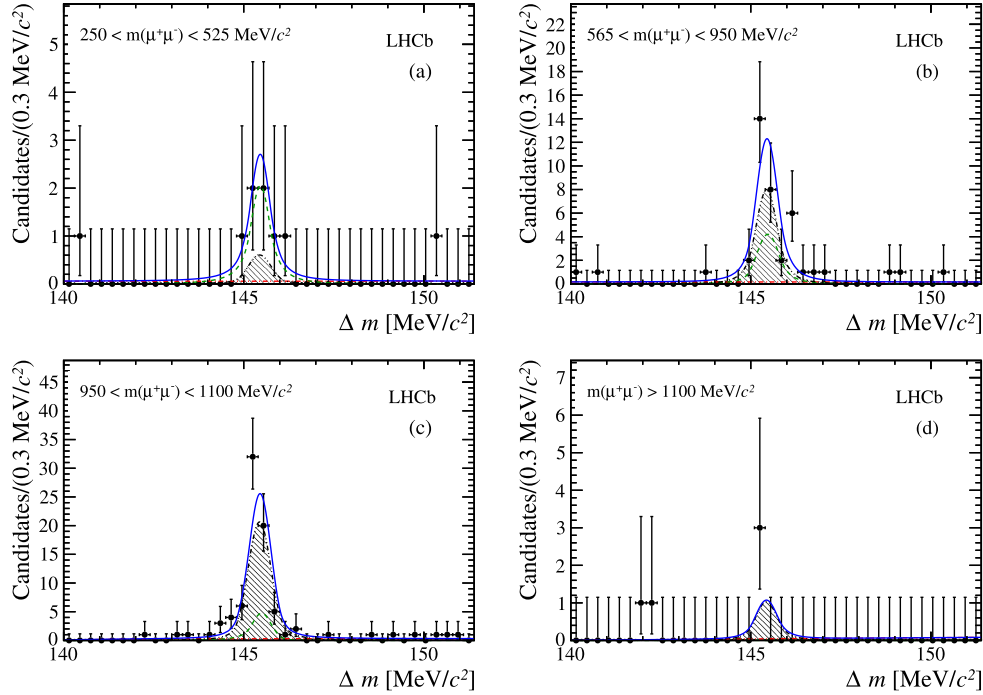 250 < m(μ⁺μ⁻) < 525 MeV/c²
LHCb
(a)
Candidates/(0.3 MeV/c²)
5
4
3
2
1
0
140 145 150
Δ m [MeV/c²]
565 < m(μ⁺μ⁻) < 950 MeV/c²
LHCb
(b)
Candidates/(0.3 MeV/c²)
22
20
18
16
14
12
10
8
6
4
2
0
140 145 150
Δ m [MeV/c²]
950 < m(μ⁺μ⁻) < 1100 MeV/c²
LHCb
(c)
Candidates/(0.3 MeV/c²)
45
40
35
30
25
20
15
10
5
0
140 145 150
Δ m [MeV/c²]
m(μ⁺μ⁻) > 1100 MeV/c²
LHCb
(d)
Candidates/(0.3 MeV/c²)
7
6
5
4
3
2
1
0
140 145 150
Δ m [MeV/c²]